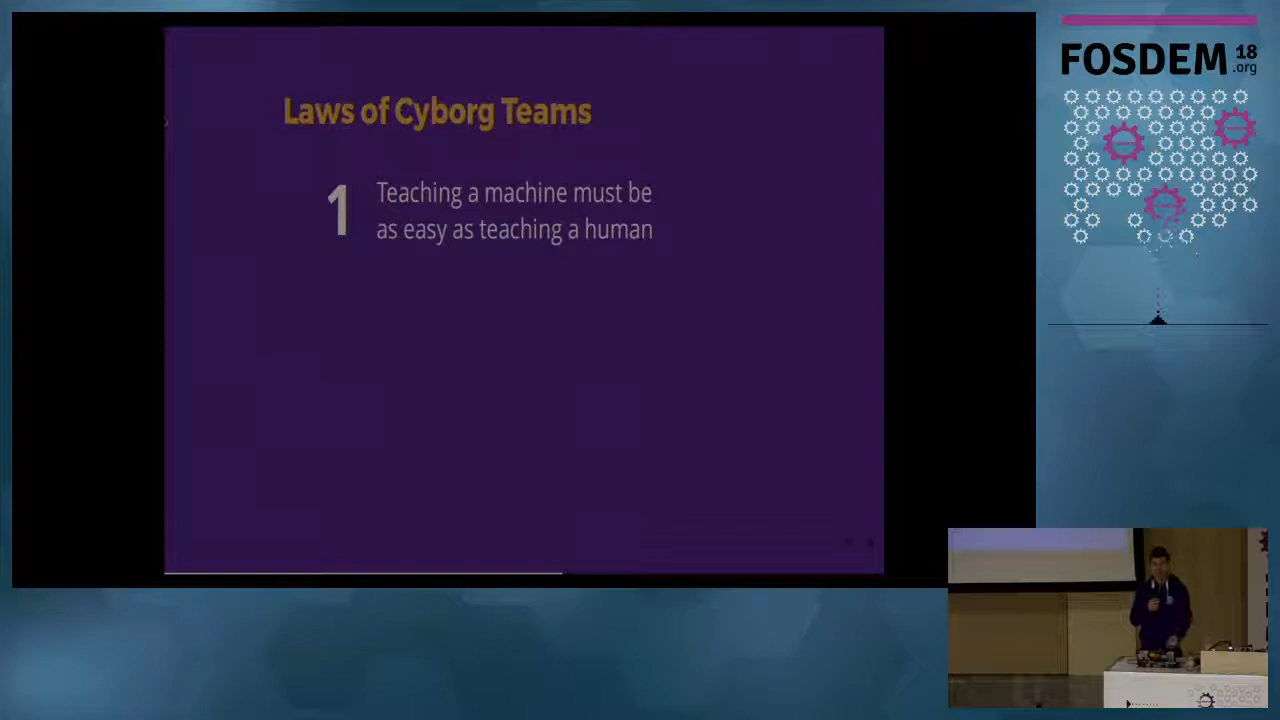 Laws of Cyborg Teams
1
Teaching a machine must be
as easy as teaching a human
FOSDEM 18
.org